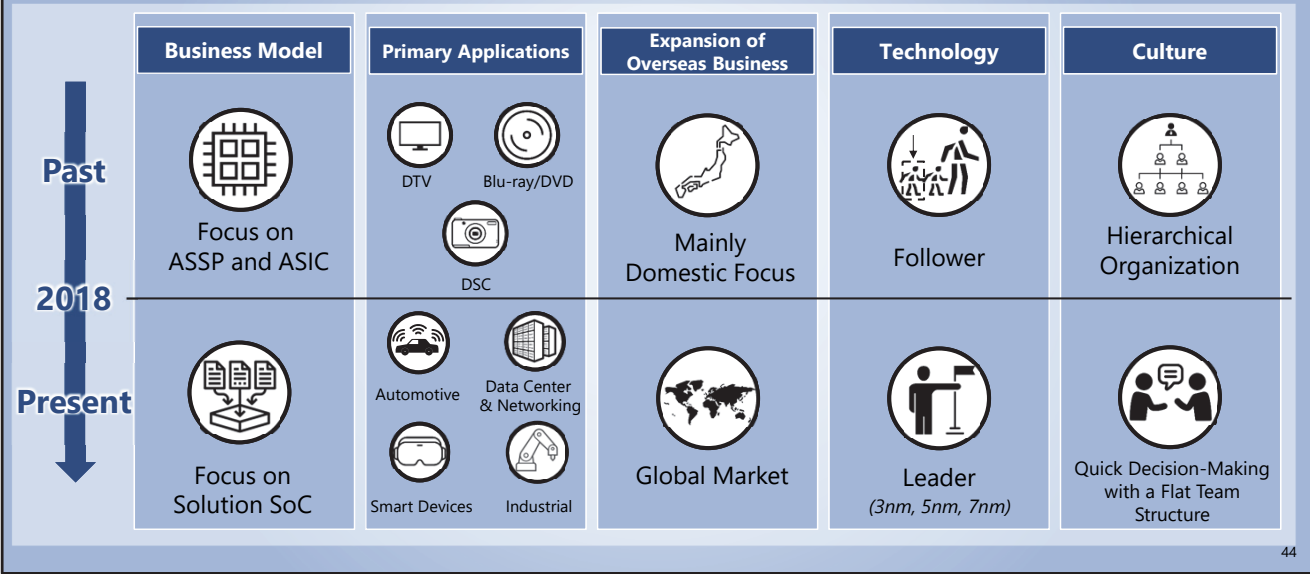 Business Model
Primary Applications
Expansion of
Overseas Business
Technology
Culture
Past
DTV
Blu-ray/DVD
DSC
Focus on
ASSP and ASIC
Mainly
Domestic Focus
Follower
Hierarchical
Organization
2018
Present
Automotive
Data Center
& Networking
Smart Devices
Industrial
Focus on
Solution SoC
Global Market
Leader
(3nm, 5nm, 7nm)
Quick Decision-Making
with a Flat Team
Structure
44